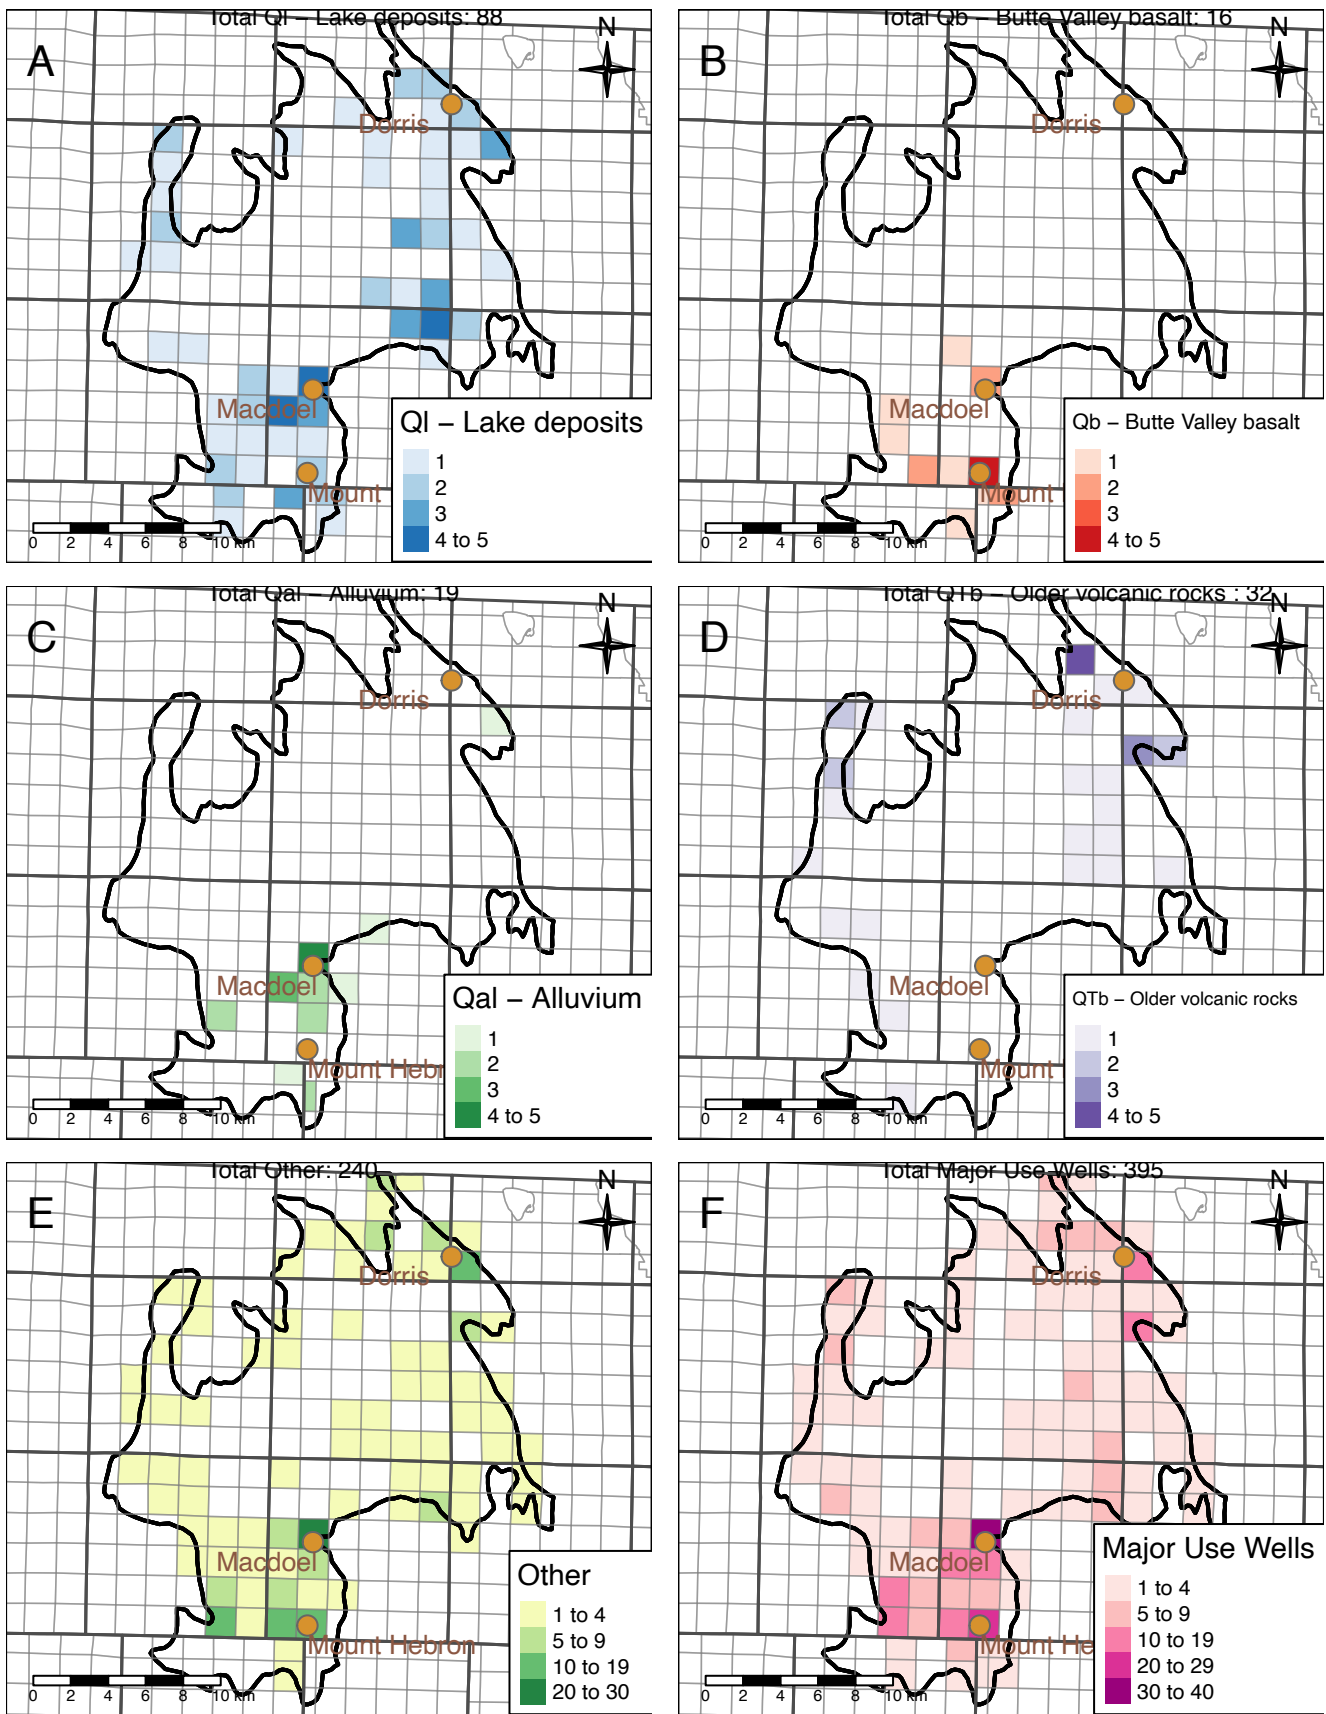 Total Ql – Lake deposits: 88
A
N
Dorris
Macdoel
Mount
Ql – Lake deposits
1
2
3
4 to 5
0 2 4 6 8 10 km
Total Qb – Butte Valley basalt: 16
B
N
Dorris
Macdoel
Mount
Qb – Butte Valley basalt
1
2
3
4 to 5
0 2 4 6 8 10 km
Total Qal – Alluvium: 19
C
N
Dorris
Macdoel
Mount Hebr
Qal – Alluvium
1
2
3
4 to 5
0 2 4 6 8 10 km
Total QTb – Older volcanic rocks : 32
D
N
Dorris
Macdoel
Mount
QTb – Older volcanic rocks
1
2
3
4 to 5
0 2 4 6 8 10 km
Total Other: 240
E
N
Dorris
Macdoel
Mount Hebron
Other
1 to 4
5 to 9
10 to 19
20 to 30
0 2 4 6 8 10 km
Total Major Use Wells: 395
F
N
Dorris
Macdoel
Mount He
Major Use Wells
1 to 4
5 to 9
10 to 19
20 to 29
30 to 40
0 2 4 6 8 10 km